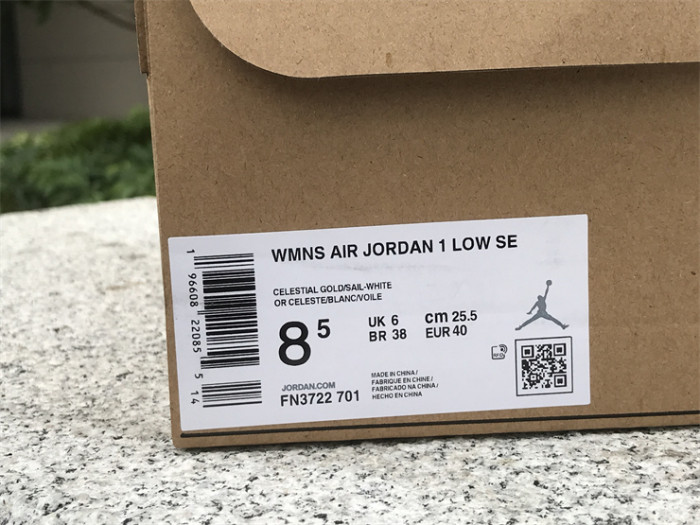 WMNS AIR JORDAN 1 LOW SE
CELESTIAL GOLD/SAIL-WHITE
OR CELESTE/BLANC/VOILE
8⁵
UK 6 cm 25.5
BR 38 EUR 40
JORDAN.COM
FN3722 701
MADE IN CHINA /
FABRIQUE EN CHINE /
FABRICADO NA CHINA /
HECHO EN CHINA
1 96608 22085 5 14